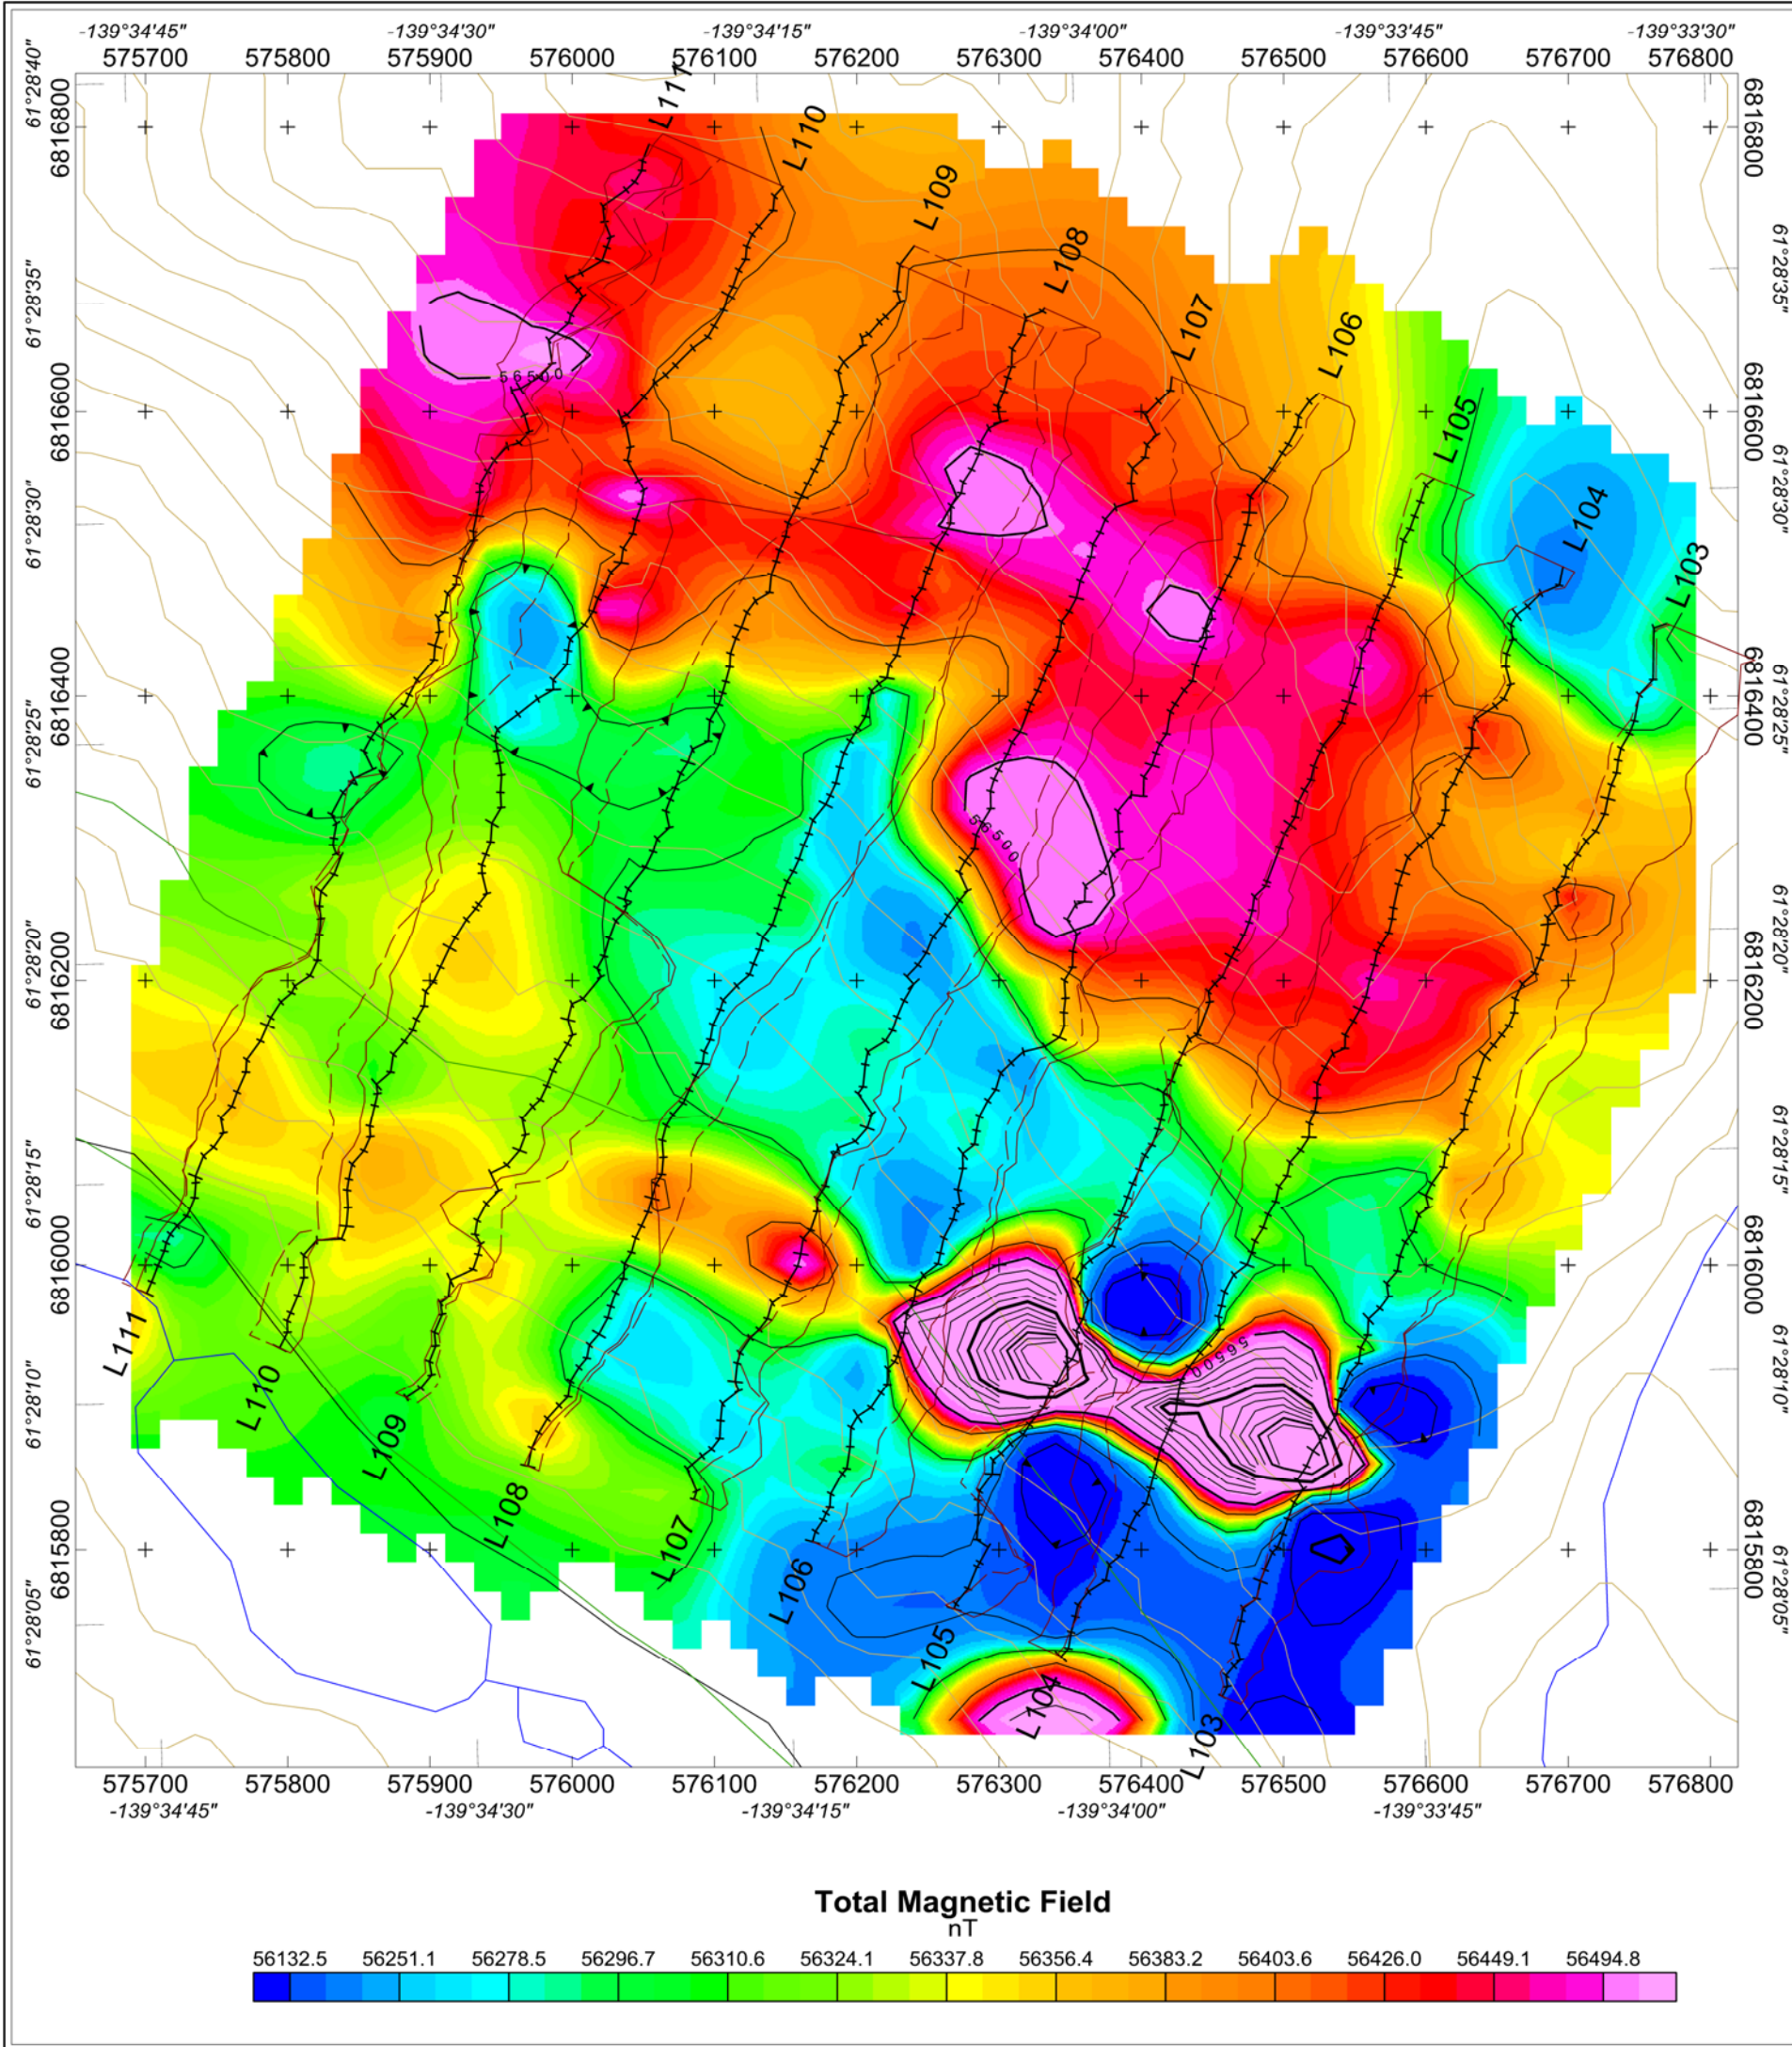 -139°34'45" -139°34'30" -139°34'15" -139°34'00" -139°33'45" -139°33'30"
575700 575800 575900 576000 576100 576200 576300 576400 576500 576600 576700 576800
61°28'40"
6816800
6816800
L111
L110
L109
L108
L107
L106
L105
L104
L103
61°28'35"
61°28'35"
56500
6816600
6816600
61°28'30"
61°28'30"
6816400
6816400
61°28'25"
61°28'25"
56500
61°28'20"
61°28'20"
6816200
6816200
61°28'15"
61°28'15"
6816000
6816000
56500
61°28'10"
61°28'10"
6815800
6815800
61°28'05"
61°28'05"
L111
L110
L109
L108
L107
L106
L105
L104
L103
575700 575800 575900 576000 576100 576200 576300 576400 576500 576600 576700 576800
-139°34'45" -139°34'30" -139°34'15" -139°34'00" -139°33'45"
Total Magnetic Field
nT
56132.5 56251.1 56278.5 56296.7 56310.6 56324.1 56337.8 56356.4 56383.2 56403.6 56426.0 56449.1 56494.8